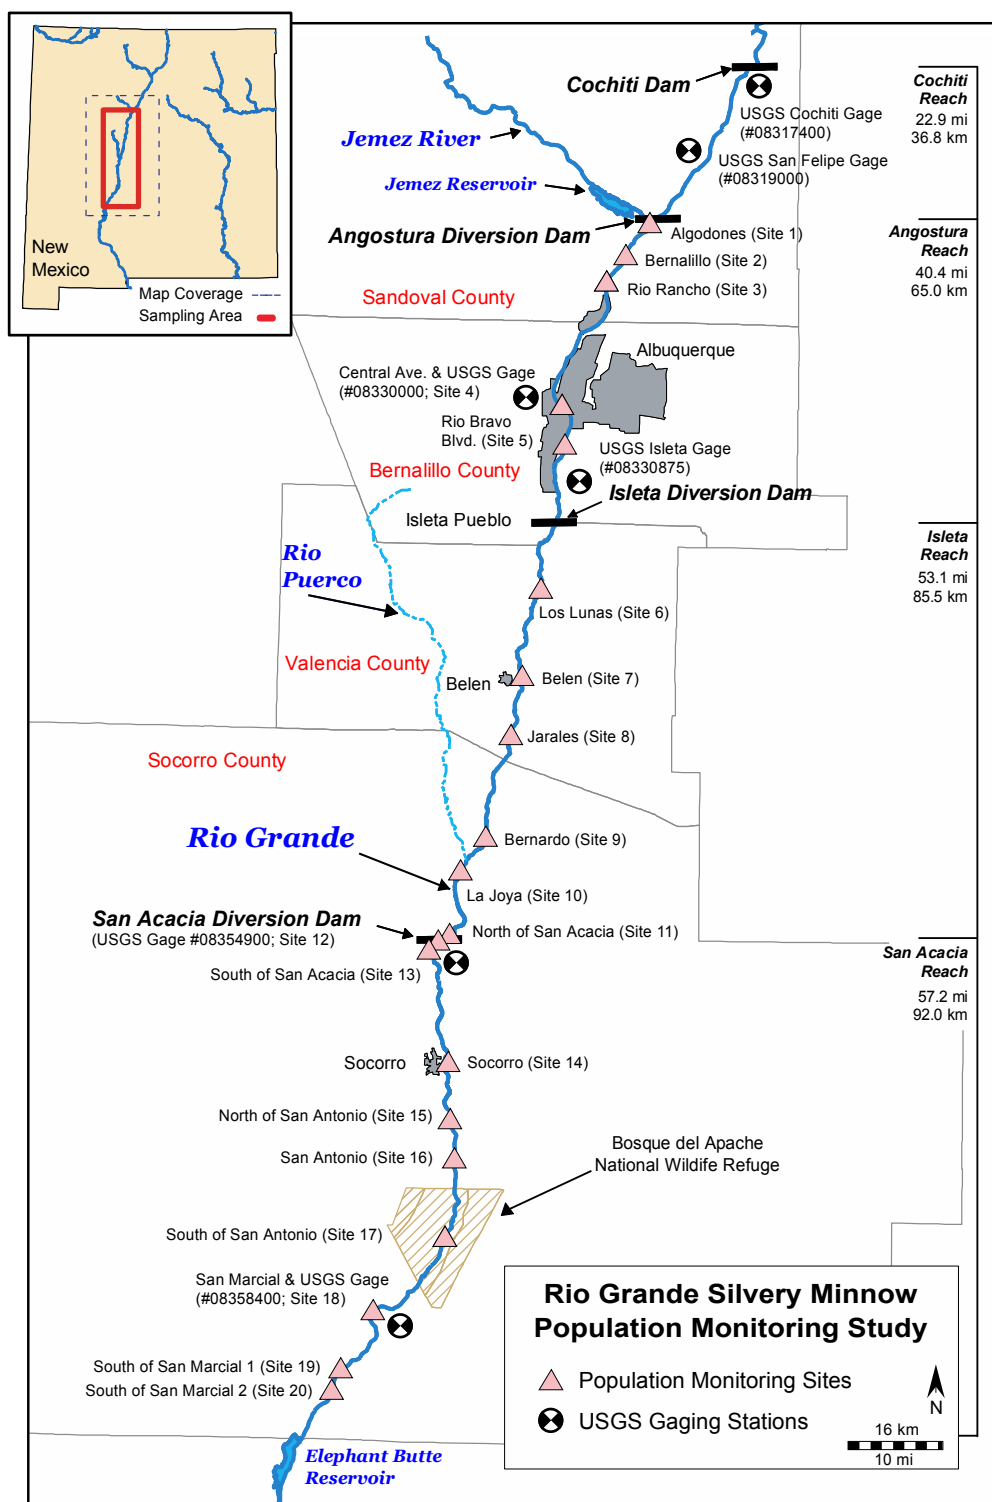 New
Mexico
Map Coverage
Sampling Area
Cochiti Dam
USGS Cochiti Gage
(#08317400)
Jemez River
USGS San Felipe Gage
(#08319000)
Jemez Reservoir
Angostura Diversion Dam
Algodones (Site 1)
Bernalillo (Site 2)
Rio Rancho (Site 3)
Sandoval County
Albuquerque
Central Ave. & USGS Gage
(#08330000; Site 4)
Rio Bravo
Blvd. (Site 5)
USGS Isleta Gage
(#08330875)
Bernalillo County
Isleta Diversion Dam
Isleta Pueblo
Rio
Puerco
Los Lunas (Site 6)
Valencia County
Belen
Belen (Site 7)
Jarales (Site 8)
Socorro County
Rio Grande
Bernardo (Site 9)
La Joya (Site 10)
San Acacia Diversion Dam
(USGS Gage #08354900; Site 12)
North of San Acacia (Site 11)
South of San Acacia (Site 13)
Socorro
Socorro (Site 14)
North of San Antonio (Site 15)
San Antonio (Site 16)
Bosque del Apache
National Wildlife Refuge
South of San Antonio (Site 17)
San Marcial & USGS Gage
(#08358400; Site 18)
South of San Marcial 1 (Site 19)
South of San Marcial 2 (Site 20)
Elephant Butte
Reservoir
Cochiti
Reach
22.9 mi
36.8 km
Angostura
Reach
40.4 mi
65.0 km
Isleta
Reach
53.1 mi
85.5 km
San Acacia
Reach
57.2 mi
92.0 km
Rio Grande Silvery Minnow
Population Monitoring Study
Population Monitoring Sites
USGS Gaging Stations
N
16 km
10 mi